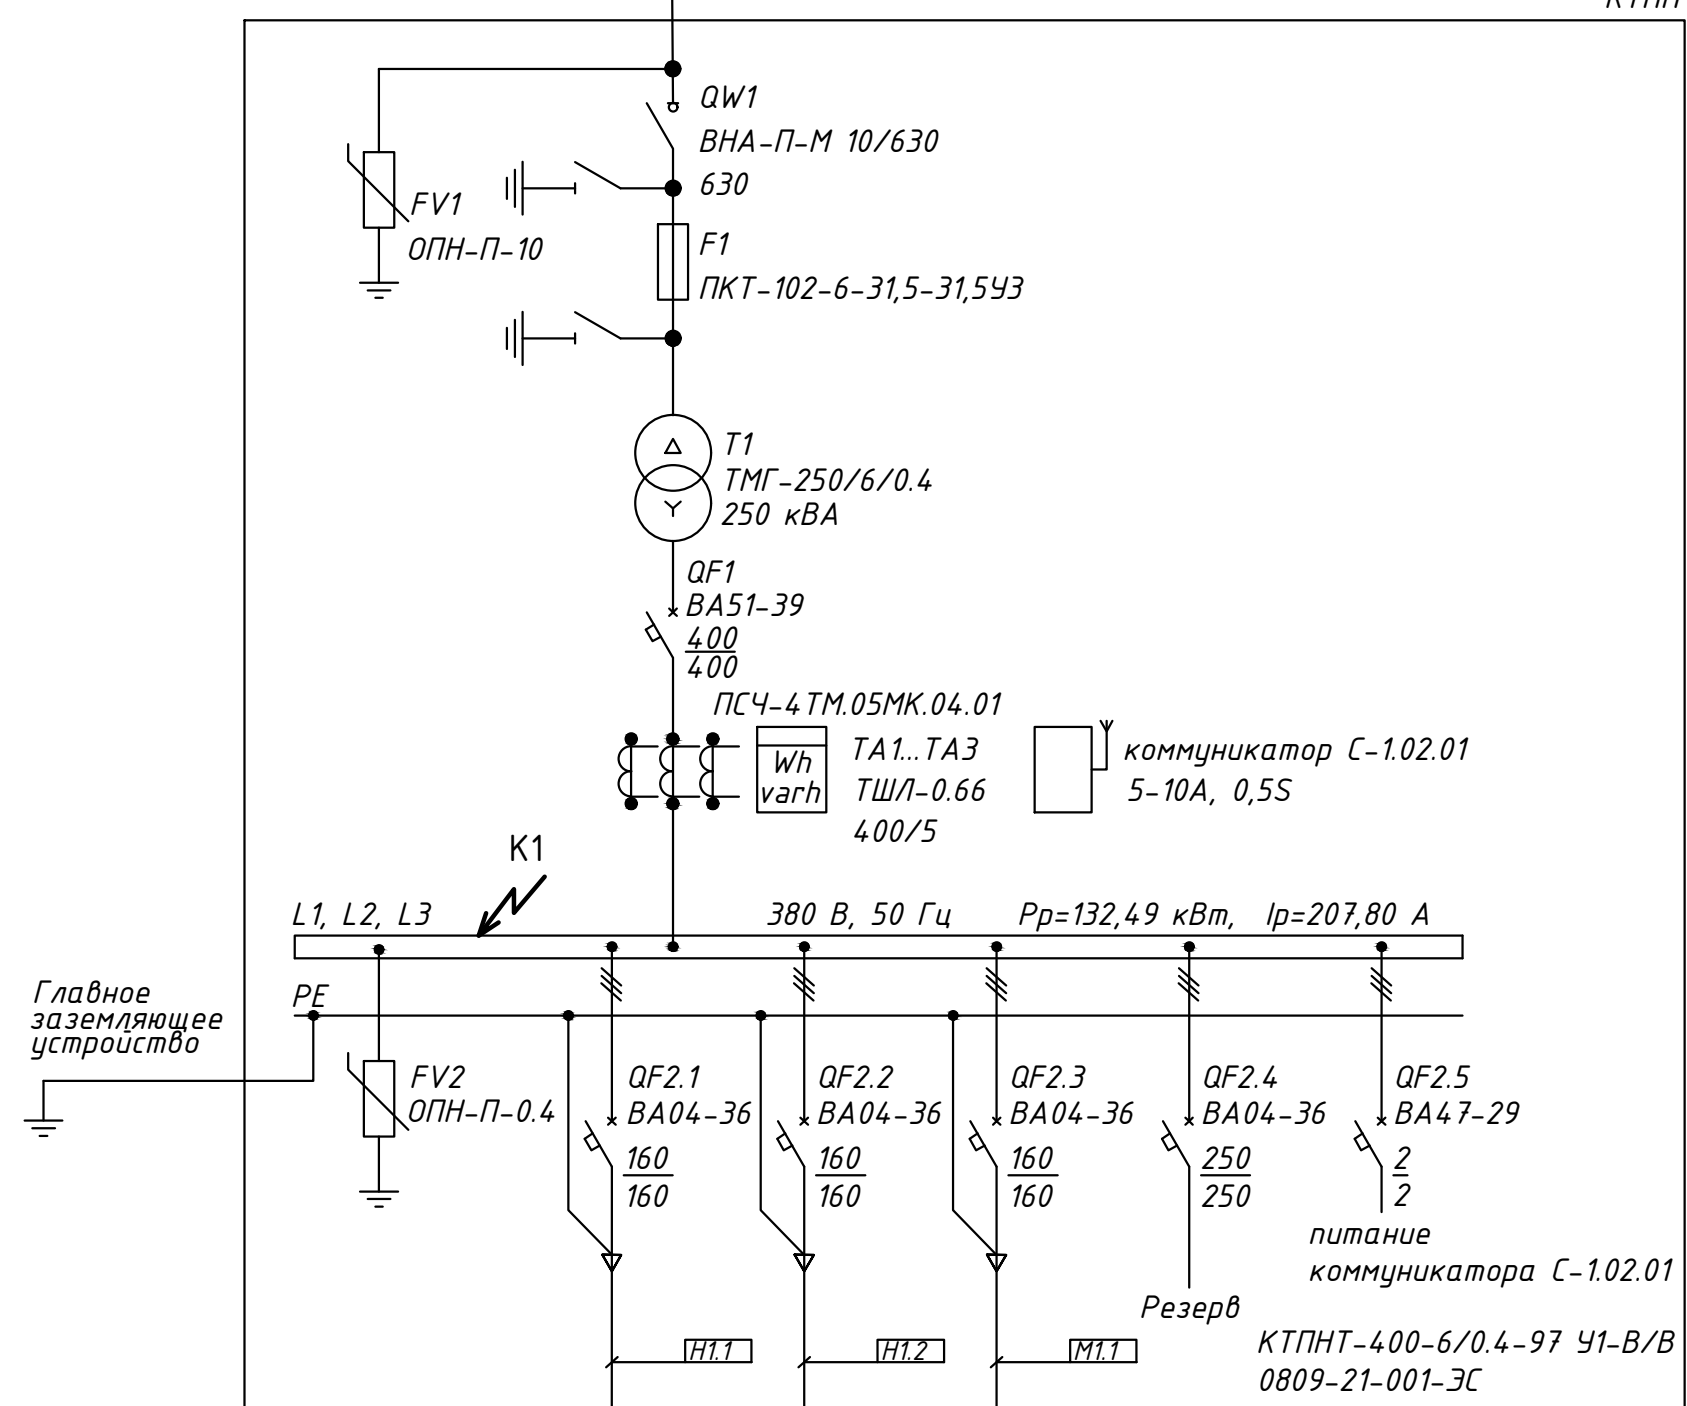 КТПН
QW1
ВНА-П-М 10/630
630
FV1
ОПН-П-10
F1
ПКТ-102-6-31,5-31,5У3
Т1
ТМГ-250/6/0.4
250 кВА
QF1
ВА51-39
400
400
ПСЧ-4ТМ.05МК.04.01
Wh
varh
ТА1...ТА3
ТШЛ-0.66
400/5
коммуникатор С-1.02.01
5-10А, 0,5S
К1
L1, L2, L3
380 В, 50 Гц
Рр=132,49 кВт,
Iр=207,80 А
Главное
заземляющее
устройство
PE
FV2
ОПН-П-0.4
QF2.1
ВА04-36
160
160
QF2.2
ВА04-36
160
160
QF2.3
ВА04-36
160
160
QF2.4
ВА04-36
250
250
Резерв
QF2.5
ВА47-29
2
2
питание
коммуникатора С-1.02.01
Н1.1
Н1.2
М1.1
КТПНТ-400-6/0.4-97 У1-В/В
0809-21-001-ЭС